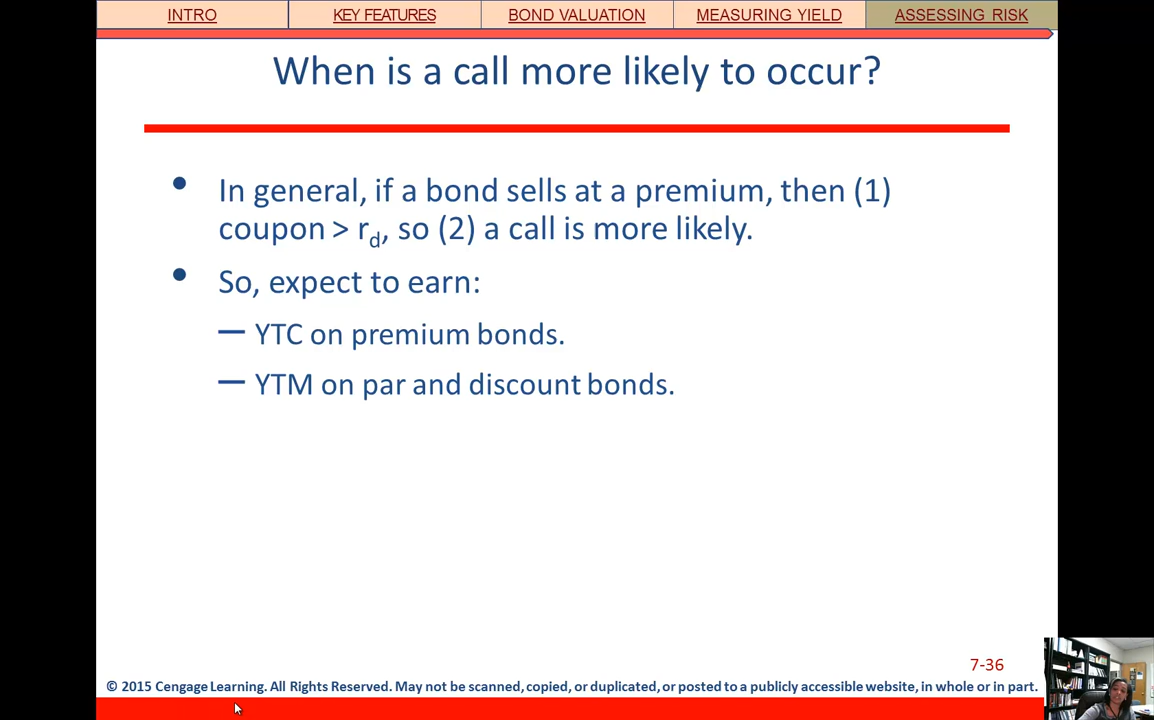 INTRO KEY FEATURES BOND VALUATION MEASURING YIELD ASSESSING RISK
When is a call more likely to occur?
• In general, if a bond sells at a premium, then (1)
coupon > rd, so (2) a call is more likely.
• So, expect to earn:
— YTC on premium bonds.
— YTM on par and discount bonds.
7-36
© 2015 Cengage Learning. All Rights Reserved. May not be scanned, copied, or duplicated, or posted to a publicly accessible website, in whole or in part.